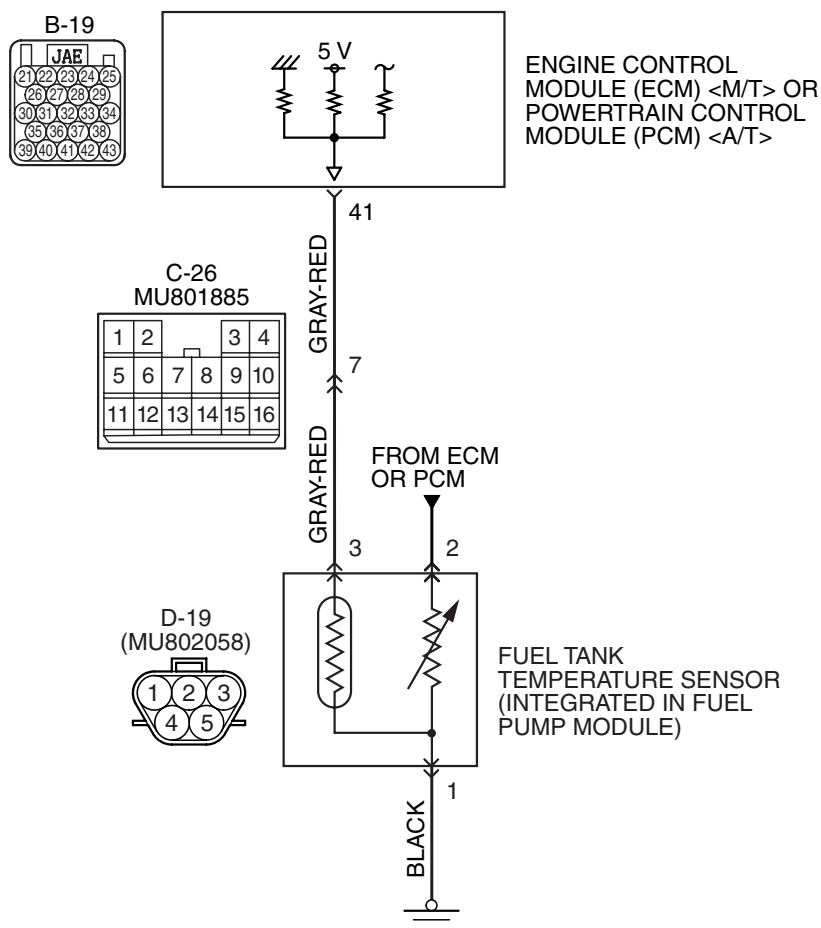 B-19
JAE
21 22 23 24 25
26 27 28 29
30 31 32 33 34
35 36 37 38
39 40 41 42 43
5 V
ENGINE CONTROL
MODULE (ECM) <M/T> OR
POWERTRAIN CONTROL
MODULE (PCM) <A/T>
41
GRAY-RED
C-26
MU801885
1 2 3 4
5 6 7 8 9 10
11 12 13 14 15 16
7
GRAY-RED
FROM ECM
OR PCM
3
2
D-19
(MU802058)
1 2 3
4 5
FUEL TANK
TEMPERATURE SENSOR
(INTEGRATED IN FUEL
PUMP MODULE)
1
BLACK